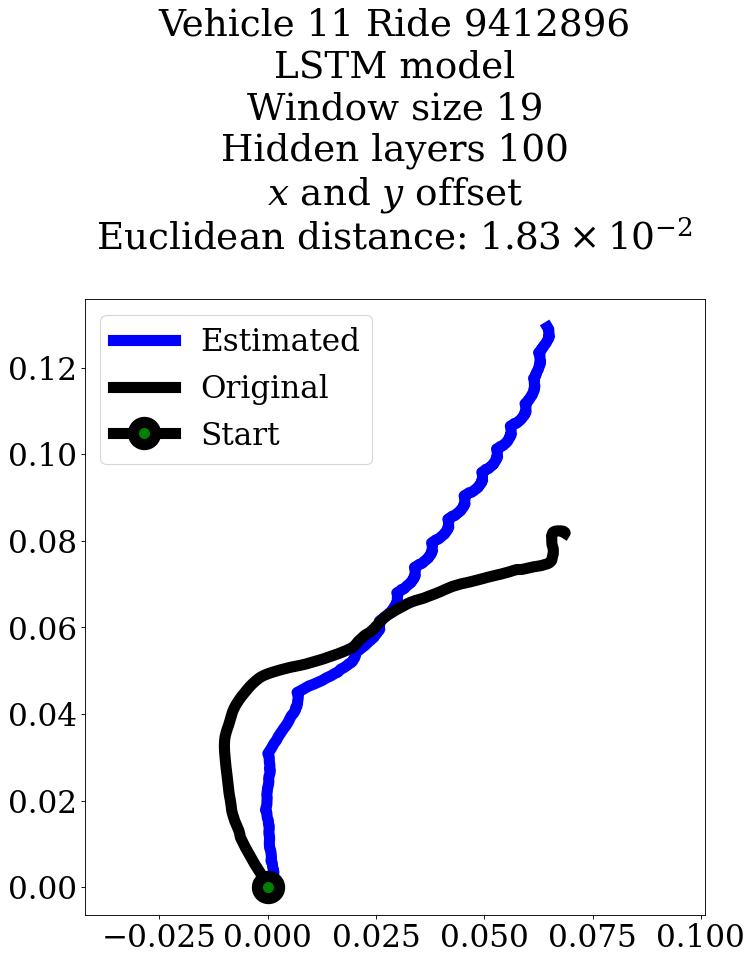 Vehicle 11 Ride 9412896
LSTM model
Window size 19
Hidden layers 100
x and y offset
Euclidean distance: 1.83 × 10⁻²
Estimated
Original
Start
0.12
0.10
0.08
0.06
0.04
0.02
0.00
−0.025 0.000 0.025 0.050 0.075 0.100